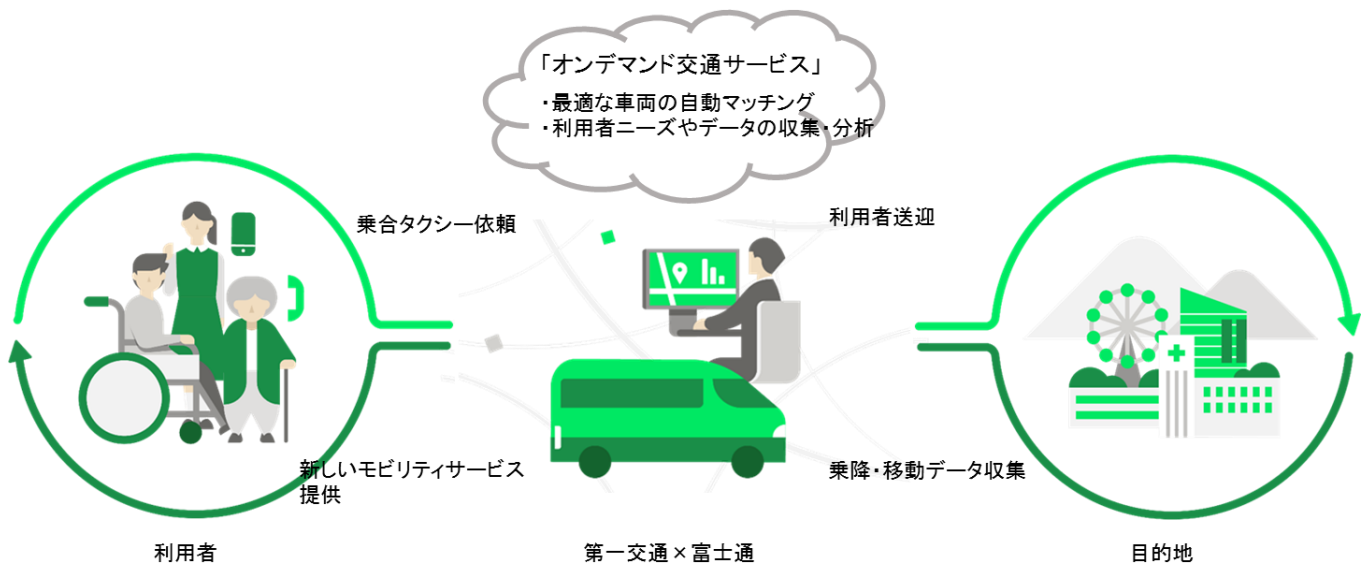 「オンデマンド交通サービス」
・最適な車両の自動マッチング
・利用者ニーズやデータの収集・分析
乗合タクシー依頼
利用者送迎
新しいモビリティサービス
提供
乗降・移動データ収集
利用者
第一交通×富士通
目的地